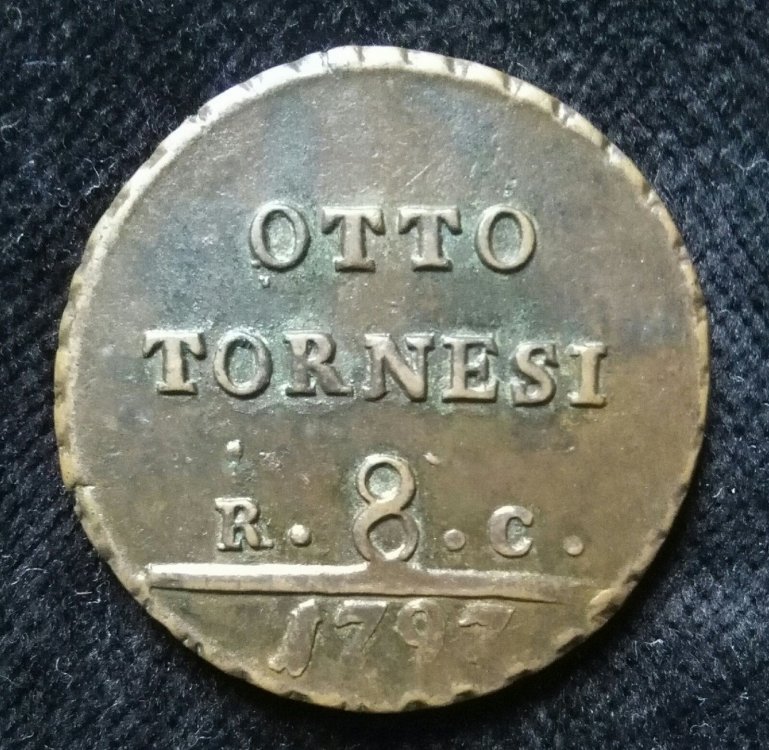 OTTO
TORNESI
R. 8. C.
1797